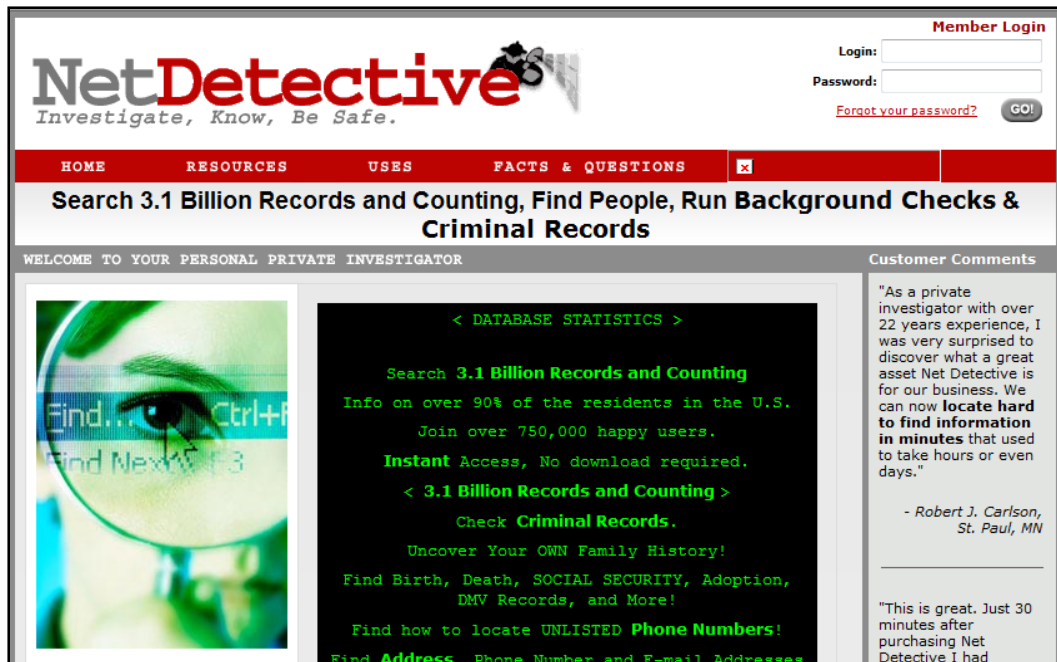 Member Login
Login:
Password:
Forgot your password?
GO!
NetDetective
Investigate, Know, Be Safe.
HOME RESOURCES USES FACTS & QUESTIONS
Search 3.1 Billion Records and Counting, Find People, Run Background Checks &
Criminal Records
WELCOME TO YOUR PERSONAL PRIVATE INVESTIGATOR
Find... Ctrl+F
Find Next F3
< DATABASE STATISTICS >
Search 3.1 Billion Records and Counting
Info on over 90% of the residents in the U.S.
Join over 750,000 happy users.
Instant Access, No download required.
< 3.1 Billion Records and Counting >
Check Criminal Records.
Uncover Your OWN Family History!
Find Birth, Death, SOCIAL SECURITY, Adoption,
DMV Records, and More!
Find how to locate UNLISTED Phone Numbers!
Find Address, Phone Number and E-mail Addresses
Customer Comments
"As a private
investigator with over
22 years experience, I
was very surprised to
discover what a great
asset Net Detective is
for our business. We
can now locate hard
to find information
in minutes that used
to take hours or even
days."
- Robert J. Carlson,
St. Paul, MN
"This is great. Just 30
minutes after
purchasing Net
Detective I had